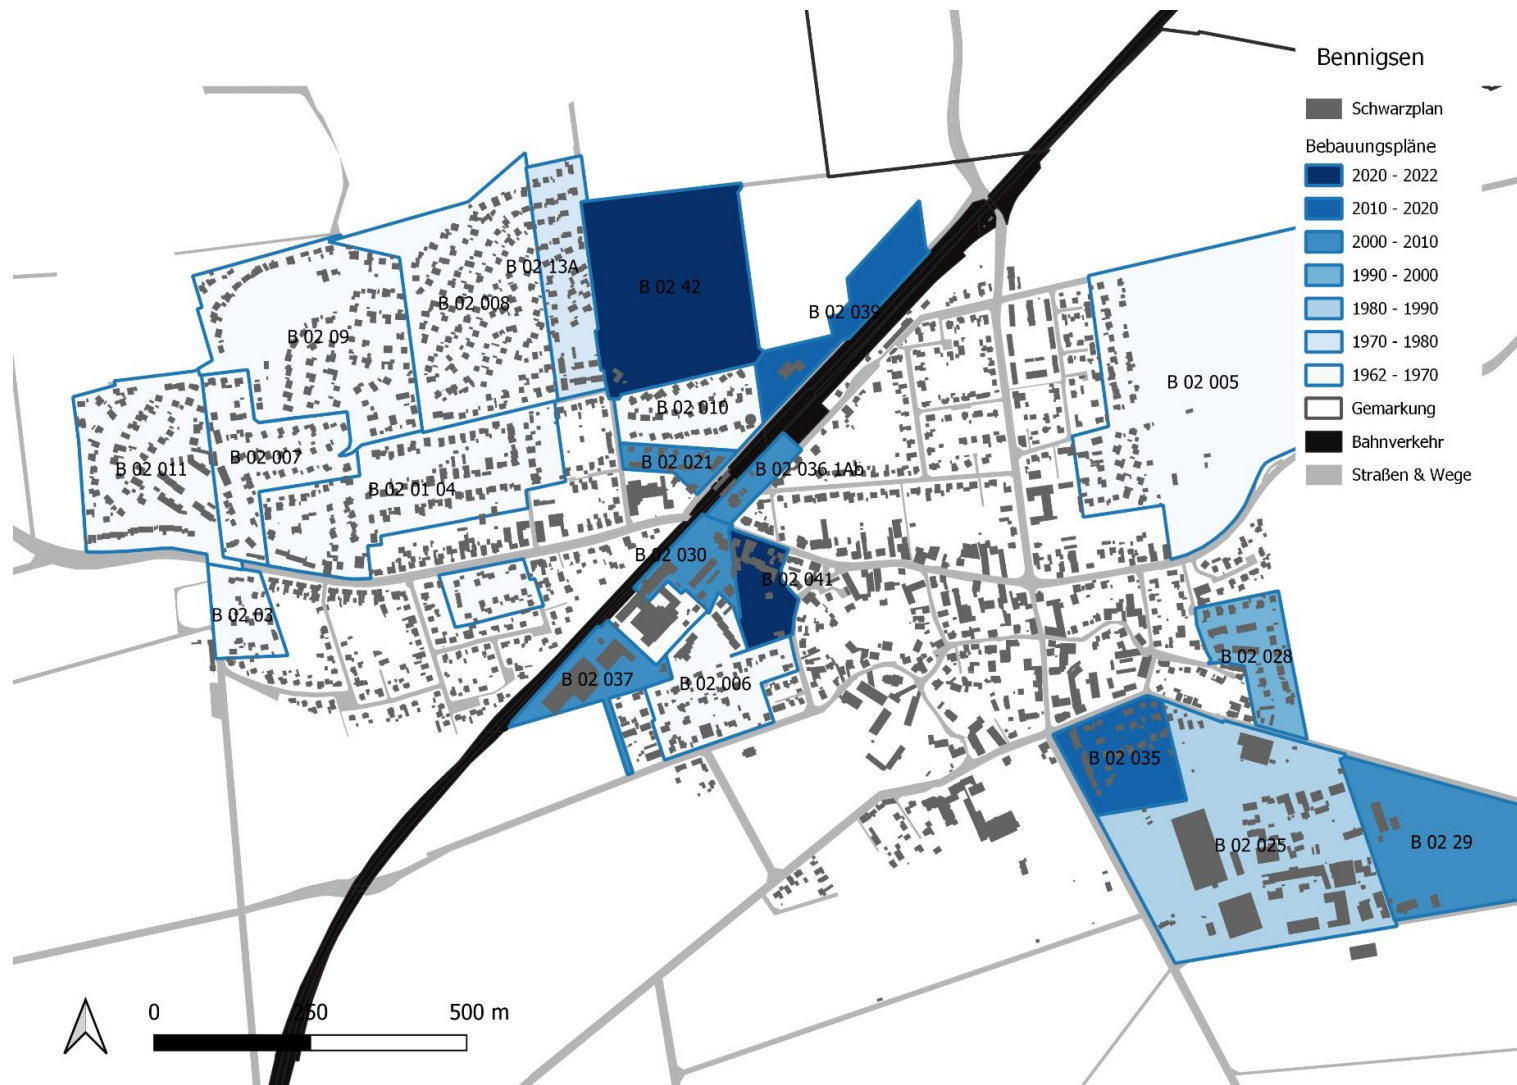 Bennigsen
Schwarzplan
Bebauungspläne
2020 - 2022
2010 - 2020
2000 - 2010
1990 - 2000
1980 - 1990
1970 - 1980
1962 - 1970
Gemarkung
Bahnverkehr
Straßen & Wege
B 02 13A
B 02 42
B 02 008
B 02 039
B 02 09
B 02 005
B 02 010
B 02 011
B 02 007
B 02 021
B 02 036 1Ab
B 02 01 04
B 02 030
B 02 041
B 02 03
B 02 028
B 02 037
B 02 006
B 02 035
B 02 025
B 02 29
0 250 500 m